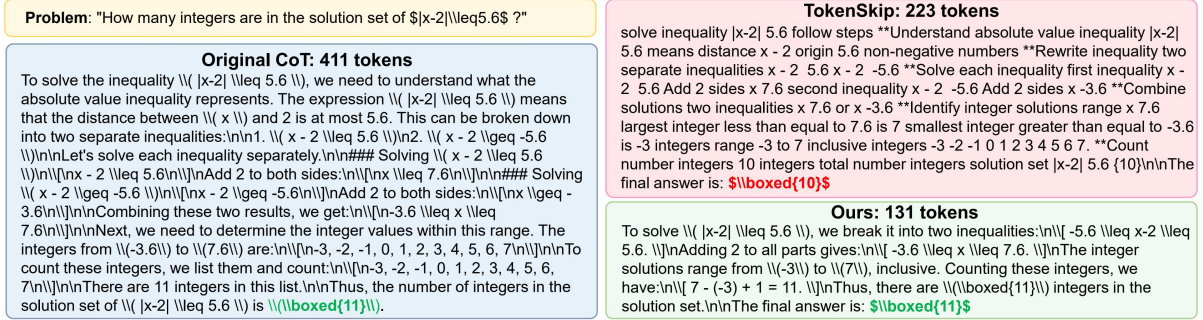 Problem: "How many integers are in the solution set of $|x-2|\\leq5.6$ ?"
Original CoT: 411 tokens
To solve the inequality \\( |x-2| \\leq 5.6 \\), we need to understand what the
absolute value inequality represents. The expression \\( |x-2| \\leq 5.6 \\) means
that the distance between \\( x \\) and 2 is at most 5.6. This can be broken down
into two separate inequalities:\n\n1. \\( x - 2 \\leq 5.6 \\)\n2. \\( x - 2 \\geq -5.6
\\)\n\nLet's solve each inequality separately.\n\n### Solving \\( x - 2 \\leq 5.6
\\)\n\\[\nx - 2 \\leq 5.6\n\\]\nAdd 2 to both sides:\n\\[\nx \\leq 7.6\n\\]\n\n### Solving
\\( x - 2 \\geq -5.6 \\)\n\\[\nx - 2 \\geq -5.6\n\\]\nAdd 2 to both sides:\n\\[\nx \\geq -
3.6\n\\]\n\nCombining these two results, we get:\n\\[\n-3.6 \\leq x \\leq
7.6\n\\]\n\nNext, we need to determine the integer values within this range. The
integers from \\(-3.6\\) to \\(7.6\\) are:\n\\[\n-3, -2, -1, 0, 1, 2, 3, 4, 5, 6, 7\n\\]\n\nTo
count these integers, we list them and count:\n\\[\n-3, -2, -1, 0, 1, 2, 3, 4, 5, 6,
7\n\\]\n\nThere are 11 integers in this list.\n\nThus, the number of integers in the
solution set of \\( |x-2| \\leq 5.6 \\) is \\(\\boxed{11}\\).
TokenSkip: 223 tokens
solve inequality |x-2| 5.6 follow steps **Understand absolute value inequality |x-2|
5.6 means distance x - 2 origin 5.6 non-negative numbers **Rewrite inequality two
separate inequalities x - 2 5.6 x - 2 -5.6 **Solve each inequality first inequality x -
2 5.6 Add 2 sides x 7.6 second inequality x - 2 -5.6 Add 2 sides x -3.6 **Combine
solutions two inequalities x 7.6 or x -3.6 **Identify integer solutions range x 7.6
largest integer less than equal to 7.6 is 7 smallest integer greater than equal to -3.6
is -3 integers range -3 to 7 inclusive integers -3 -2 -1 0 1 2 3 4 5 6 7. **Count
number integers 10 integers total number integers solution set |x-2| 5.6 {10}\n\nThe
final answer is: $\\boxed{10}$
Ours: 131 tokens
To solve \\( |x-2| \\leq 5.6 \\), we break it into two inequalities:\n\\[ -5.6 \\leq x-2 \\leq
5.6. \\]\nAdding 2 to all parts gives:\n\\[ -3.6 \\leq x \\leq 7.6. \\]\nThe integer
solutions range from \\(-3\\) to \\(7\\), inclusive. Counting these integers, we
have:\n\\[ 7 - (-3) + 1 = 11. \\]\nThus, there are \\(\\boxed{11}\\) integers in the
solution set.\n\nThe final answer is: $\\boxed{11}$